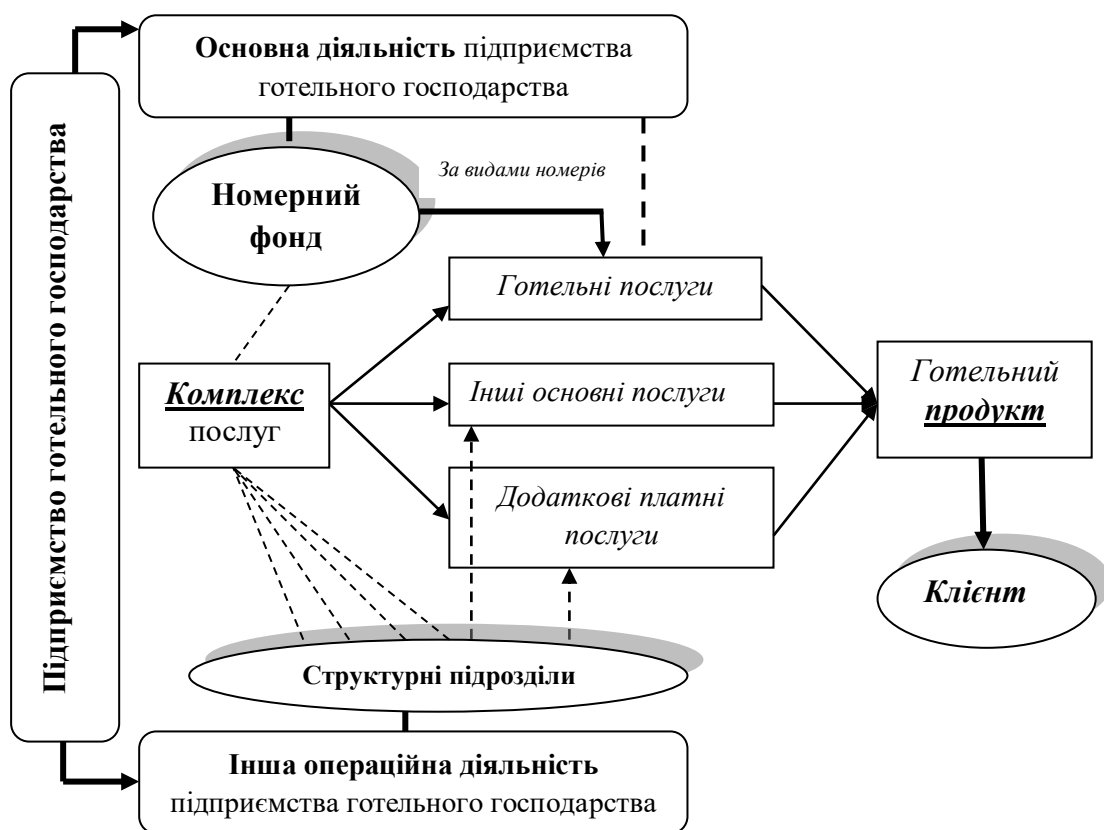 Основна діяльність підприємства
готельного господарства
Підприємство готельного господарства
Номерний
фонд
За видами номерів
Готельні послуги
Комплекс
послуг
Інші основні послуги
Готельний
продукт
Додаткові платні
послуги
Клієнт
Структурні підрозділи
Інша операційна діяльність
підприємства готельного господарства